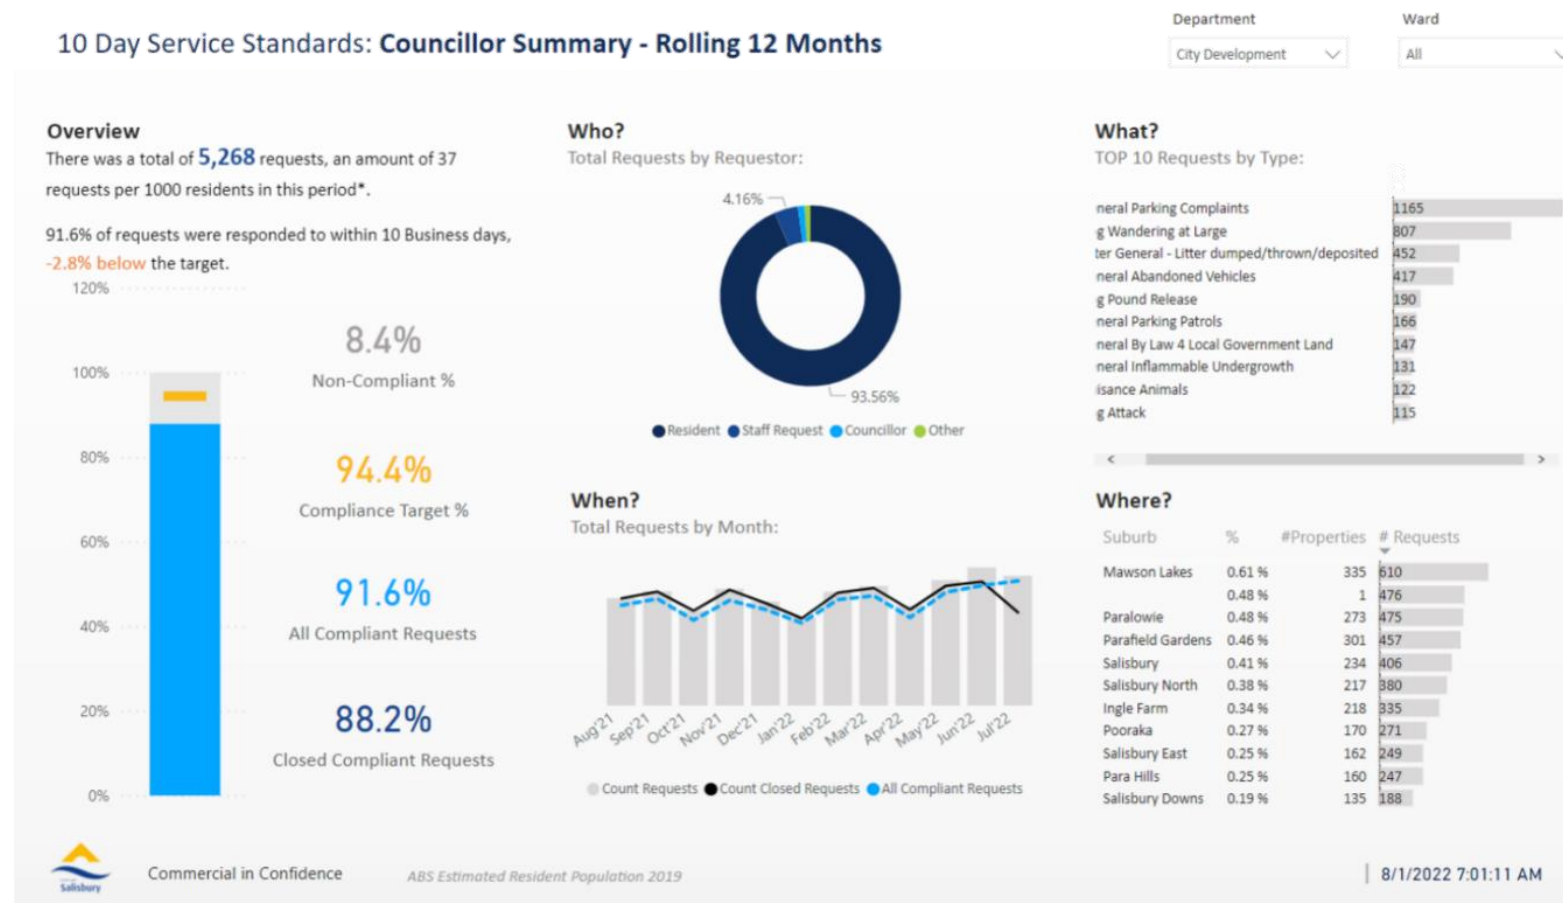 10 Day Service Standards: Councillor Summary - Rolling 12 Months
Department
City Development
Ward
All
Overview
There was a total of 5,268 requests, an amount of 37
requests per 1000 residents in this period*.
91.6% of requests were responded to within 10 Business days,
-2.8% below the target.
120%
100%
80%
60%
40%
20%
0%
8.4%
Non-Compliant %
94.4%
Compliance Target %
91.6%
All Compliant Requests
88.2%
Closed Compliant Requests
Who?
Total Requests by Requestor:
4.16%
93.56%
Resident Staff Request Councillor Other
When?
Total Requests by Month:
Aug'21 Sep'21 Oct'21 Nov'21 Dec'21 Jan'22 Feb'22 Mar'22 Apr'22 May'22 Jun'22 Jul'22
Count Requests Count Closed Requests All Compliant Requests
What?
TOP 10 Requests by Type:
neral Parking Complaints 1165
g Wandering at Large 807
ter General - Litter dumped/thrown/deposited 452
neral Abandoned Vehicles 417
g Pound Release 190
neral Parking Patrols 166
neral By Law 4 Local Government Land 147
neral Inflammable Undergrowth 131
isance Animals 122
g Attack 115
Where?
Suburb % #Properties # Requests
Mawson Lakes 0.61 % 335 610
0.48 % 1 476
Paralowie 0.48 % 273 475
Parafield Gardens 0.46 % 301 457
Salisbury 0.41 % 234 406
Salisbury North 0.38 % 217 380
Ingle Farm 0.34 % 218 335
Pooraka 0.27 % 170 271
Salisbury East 0.25 % 162 249
Para Hills 0.25 % 160 247
Salisbury Downs 0.19 % 135 188
Salisbury
Commercial in Confidence
ABS Estimated Resident Population 2019
8/1/2022 7:01:11 AM